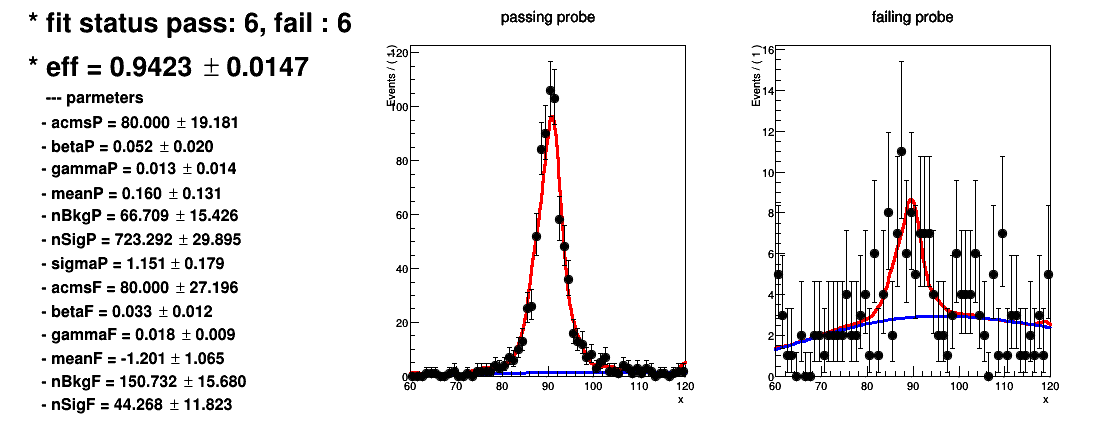 * fit status pass: 6, fail : 6
* eff = 0.9423 ± 0.0147
--- parmeters
- acmsP = 80.000 ± 19.181
- betaP = 0.052 ± 0.020
- gammaP = 0.013 ± 0.014
- meanP = 0.160 ± 0.131
- nBkgP = 66.709 ± 15.426
- nSigP = 723.292 ± 29.895
- sigmaP = 1.151 ± 0.179
- acmsF = 80.000 ± 27.196
- betaF = 0.033 ± 0.012
- gammaF = 0.018 ± 0.009
- meanF = -1.201 ± 1.065
- nBkgF = 150.732 ± 15.680
- nSigF = 44.268 ± 11.823
passing probe
Events / ( 1 )
120
100
80
60
40
20
0
60 70 80 90 100 110 120
x
failing probe
Events / ( 1 )
16
14
12
10
8
6
4
2
0
60 70 80 90 100 110 120
x